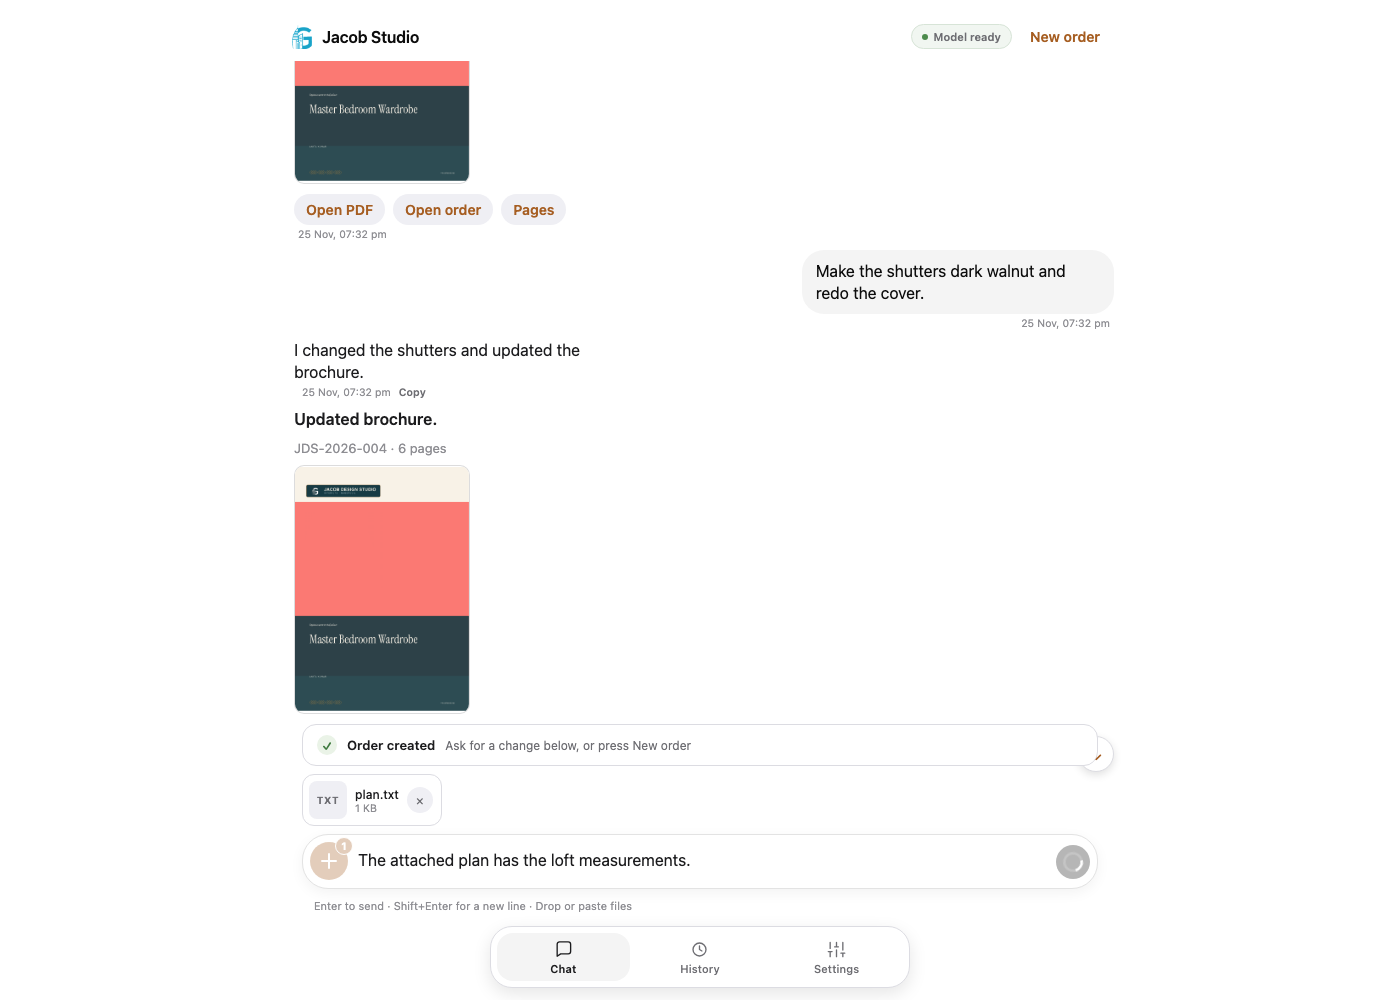 Jacob Studio
Model ready
New order
Master Bedroom Wardrobe
Open PDF
Open order
Pages
25 Nov, 07:32 pm
Make the shutters dark walnut and
redo the cover.
25 Nov, 07:32 pm
I changed the shutters and updated the
brochure.
25 Nov, 07:32 pm Copy
Updated brochure.
JDS-2026-004 · 6 pages
JACOB DESIGN STUDIO
Master Bedroom Wardrobe
Order created Ask for a change below, or press New order
TXT
plan.txt
1 KB
1
The attached plan has the loft measurements.
Enter to send · Shift+Enter for a new line · Drop or paste files
Chat
History
Settings